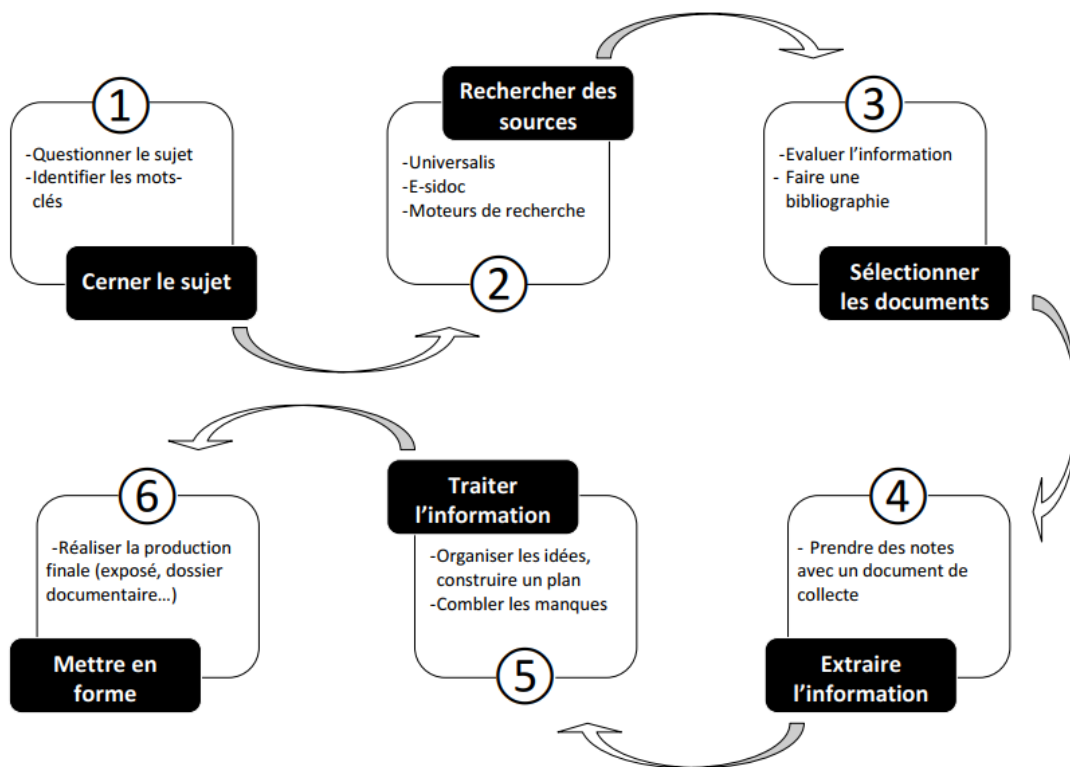 1
-Questionner le sujet
-Identifier les mots-
clés
Cerner le sujet
Rechercher des
sources
-Universalis
-E-sidoc
-Moteurs de recherche
2
3
-Evaluer l’information
- Faire une
bibliographie
Sélectionner
les documents
4
- Prendre des notes
avec un document de
collecte
Extraire
l’information
Traiter
l’information
-Organiser les idées,
construire un plan
-Combler les manques
5
6
-Réaliser la production
finale (exposé, dossier
documentaire…)
Mettre en
forme